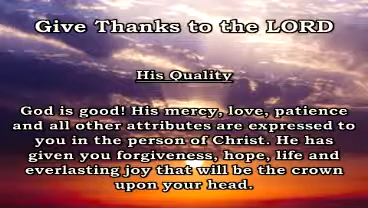 Give Thanks to the LORD
His Quality
God is good! His mercy, love, patience
and all other attributes are expressed to
you in the person of Christ. He has
given you forgiveness, hope, life and
everlasting joy that will be the crown
upon your head.